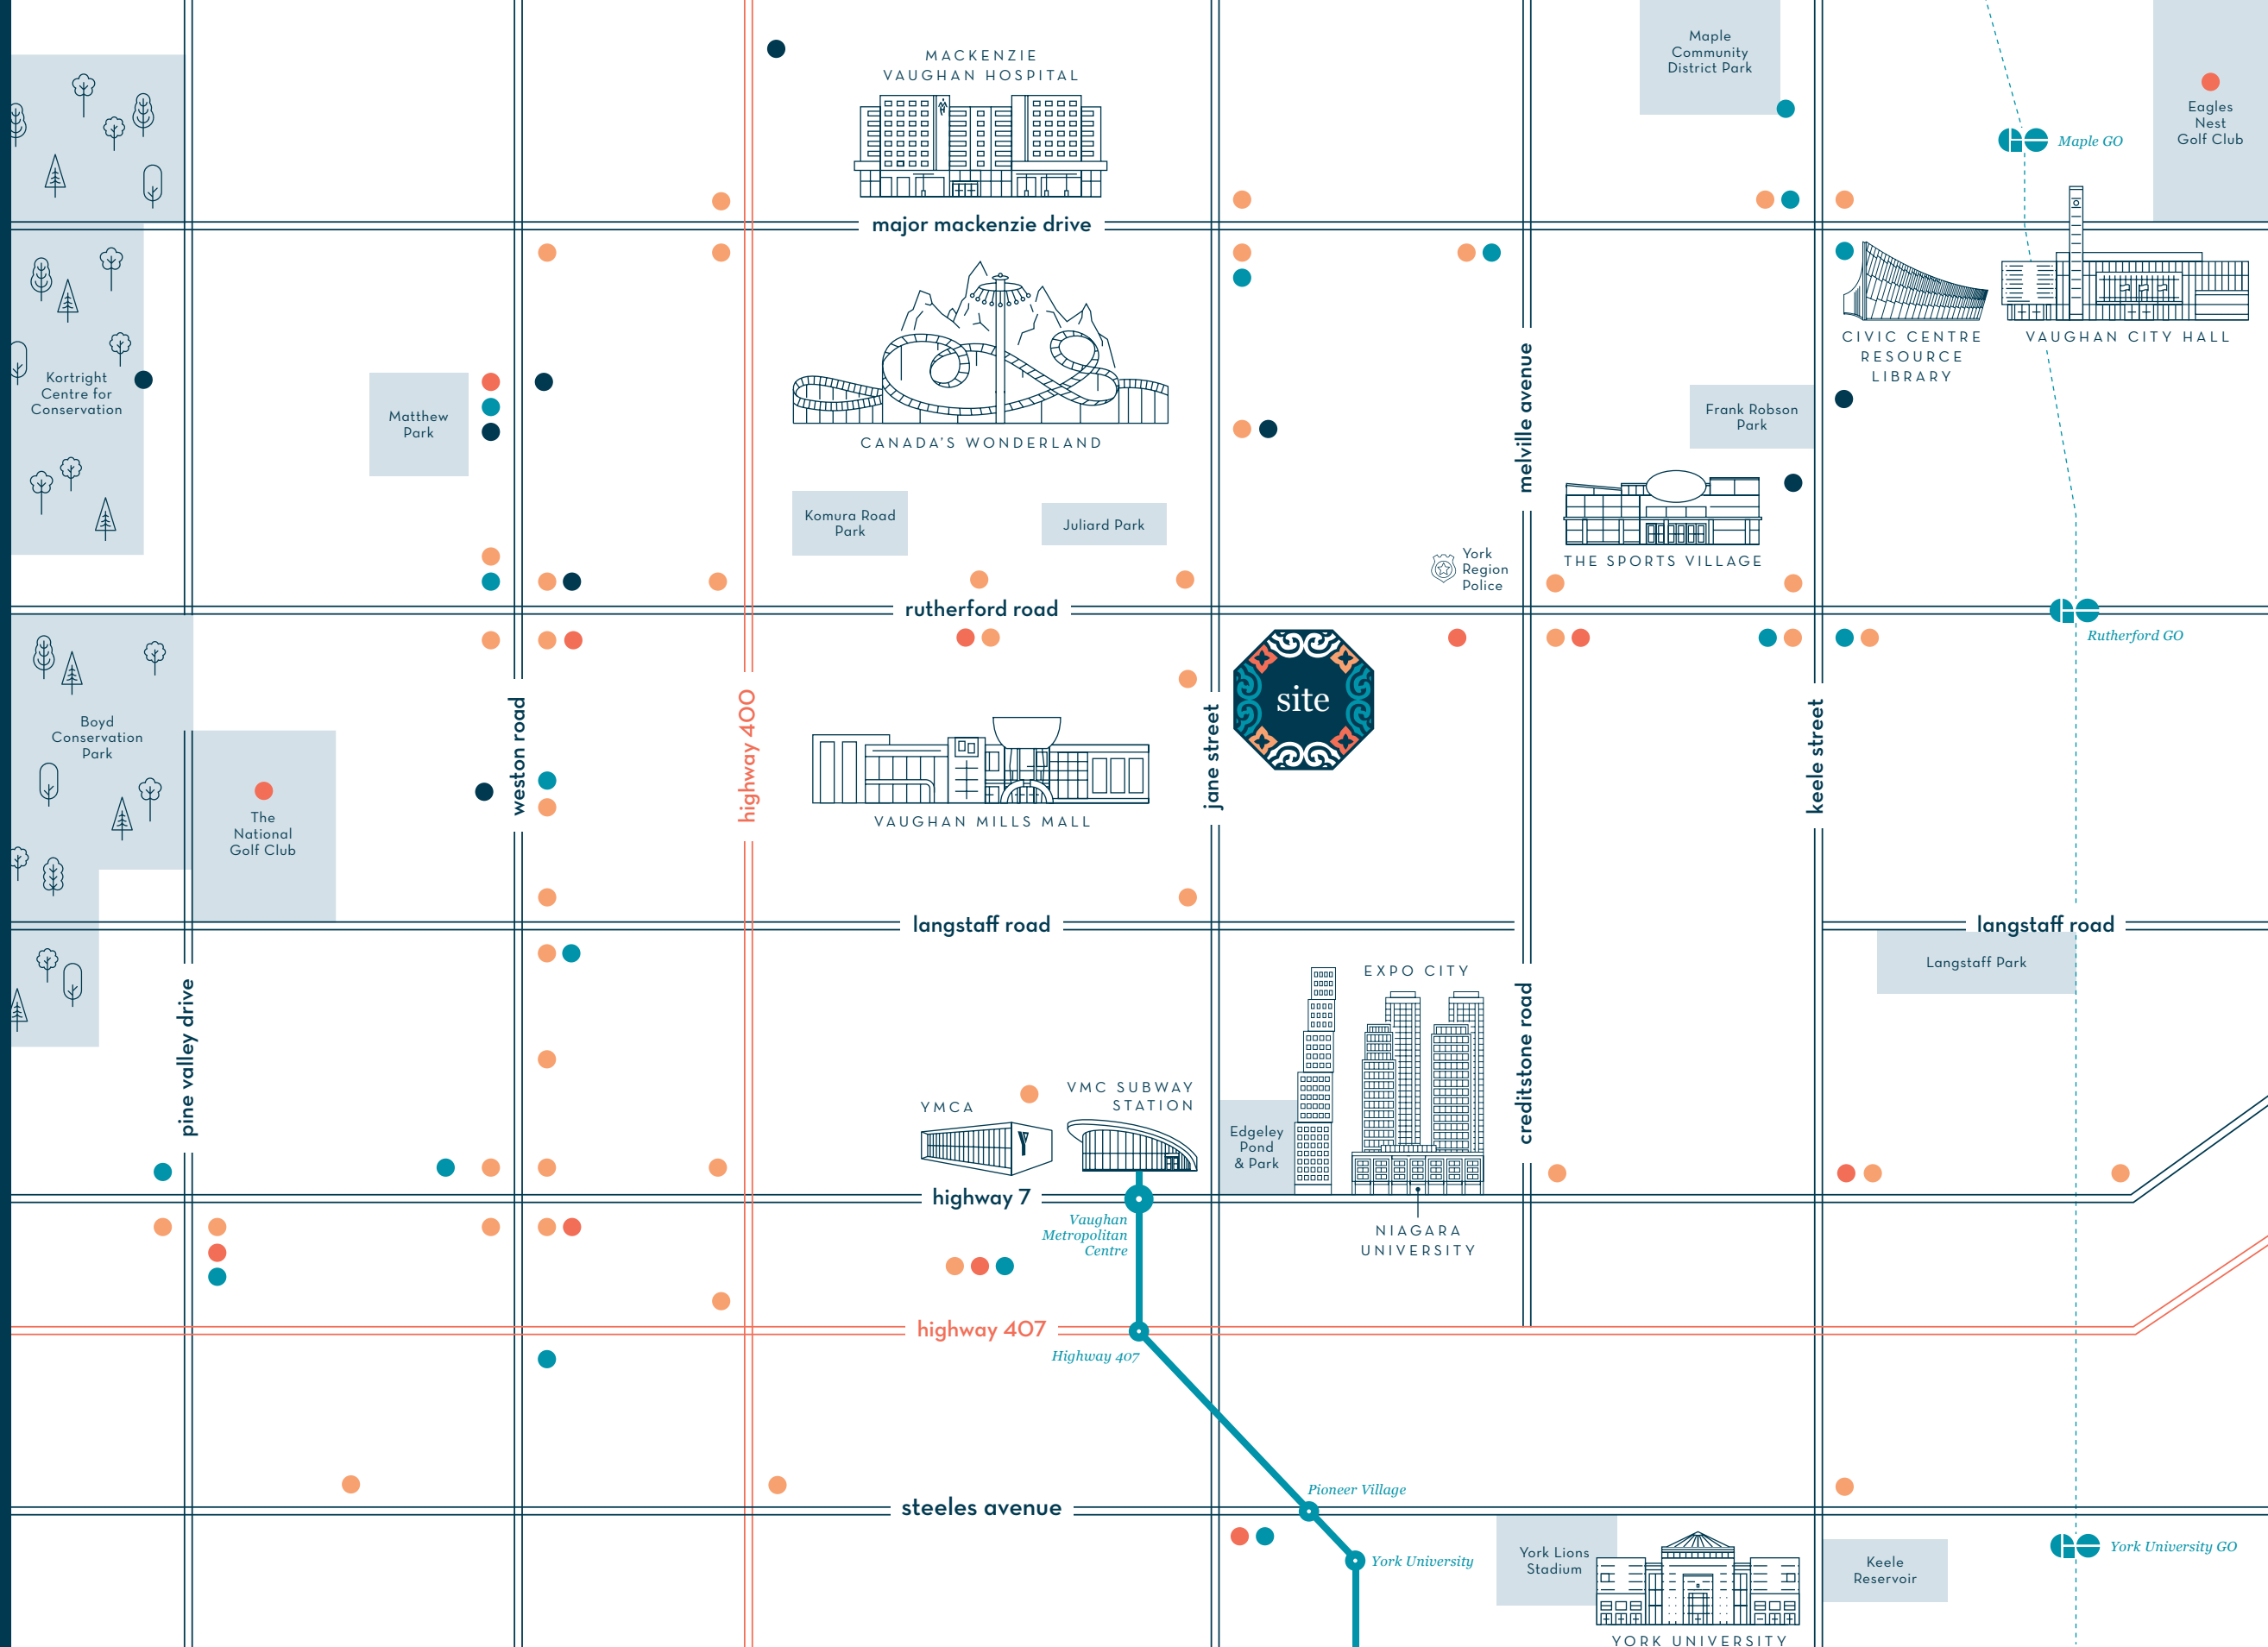 MACKENZIE
VAUGHAN HOSPITAL
Maple
Community
District Park
Eagles
Nest
Golf Club
Maple GO
major mackenzie drive
CIVIC CENTRE
RESOURCE
LIBRARY
VAUGHAN CITY HALL
Kortright
Centre for
Conservation
Matthew
Park
CANADA'S WONDERLAND
melville avenue
Frank Robson
Park
Komura Road
Park
Juliard Park
York
Region
Police
THE SPORTS VILLAGE
rutherford road
Rutherford GO
Boyd
Conservation
Park
The
National
Golf Club
weston road
highway 400
VAUGHAN MILLS MALL
jane street
site
keele street
langstaff road
langstaff road
Langstaff Park
pine valley drive
EXPO CITY
creditstone road
YMCA
VMC SUBWAY
STATION
Edgeley
Pond
& Park
highway 7
Vaughan
Metropolitan
Centre
NIAGARA
UNIVERSITY
highway 407
Highway 407
Pioneer Village
steeles avenue
York University
York Lions
Stadium
YORK UNIVERSITY
Keele
Reservoir
York University GO